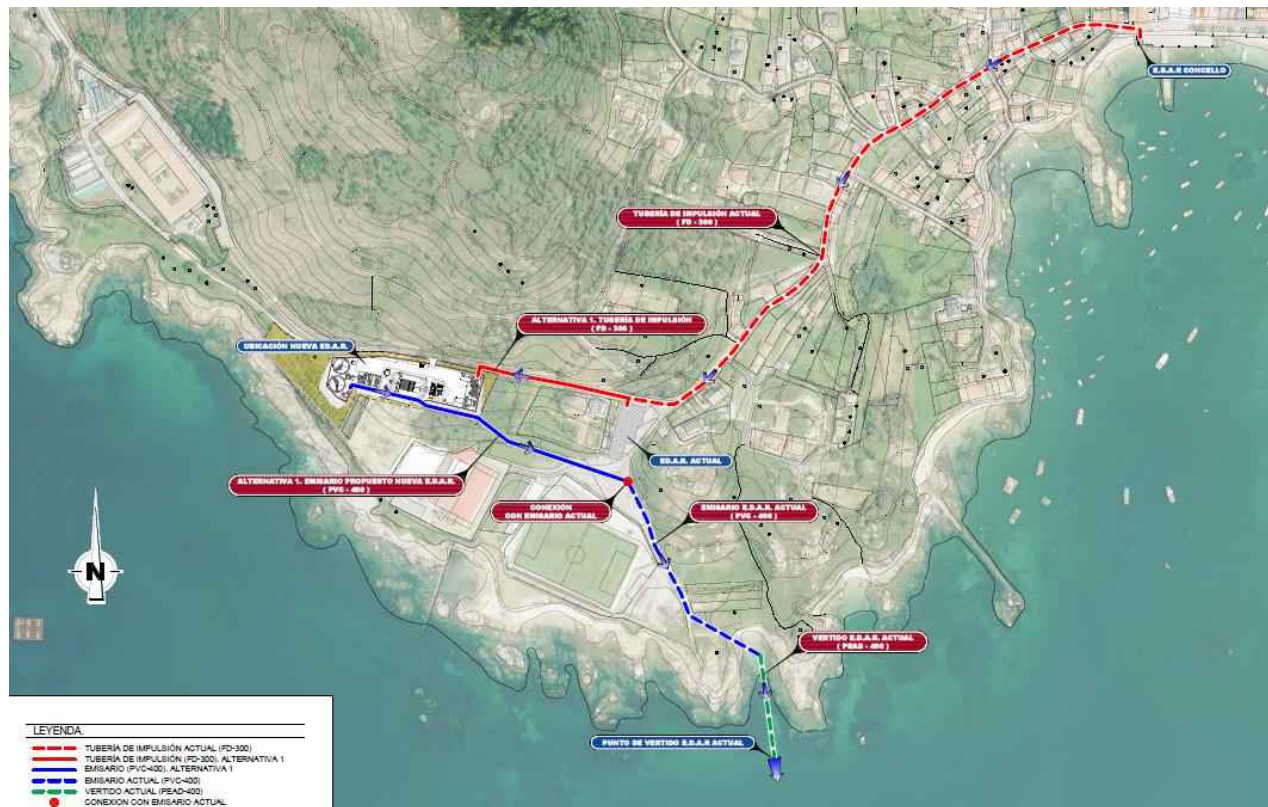 E.B.A.R CONCELLO
TUBERÍA DE IMPULSIÓN ACTUAL
( FD - 300 )
ALTERNATIVA 1. TUBERÍA DE IMPULSIÓN
( FD - 300 )
UBICACIÓN NUEVA E.D.A.R.
E.D.A.R. ACTUAL
ALTERNATIVA 1. EMISARIO PROPUESTO NUEVA E.D.A.R.
( PVC - 400 )
CONEXIÓN
CON EMISARIO ACTUAL
EMISARIO E.D.A.R. ACTUAL
( PVC - 400 )
N
VERTIDO E.D.A.R. ACTUAL
( PEAD - 400 )
PUNTO DE VERTIDO E.D.A.R ACTUAL
LEYENDA.
TUBERÍA DE IMPULSIÓN ACTUAL (FD-300)
TUBERÍA DE IMPULSIÓN (FD-300). ALTERNATIVA 1
EMISARIO (PVC-400). ALTERNATIVA 1
EMISARIO ACTUAL (PVC-400)
VERTIDO ACTUAL (PEAD-400)
CONEXION CON EMISARIO ACTUAL